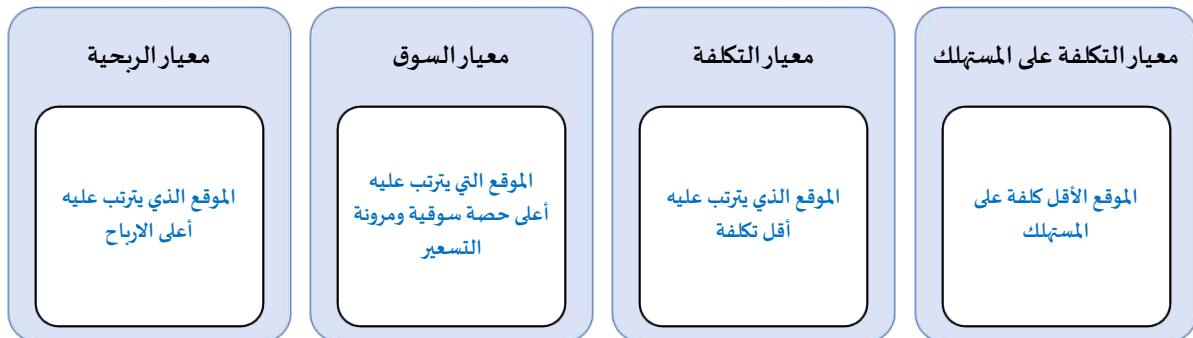 معيار التكلفة على المستهلك
الموقع الأقل كلفة على
المستهلك
معيار التكلفة
الموقع الذي يترتب عليه
أقل تكلفة
معيار السوق
الموقع التي يترتب عليه
أعلى حصة سوقية ومرونة
التسعير
معيار الربحية
الموقع الذي يترتب عليه
أعلى الارباح